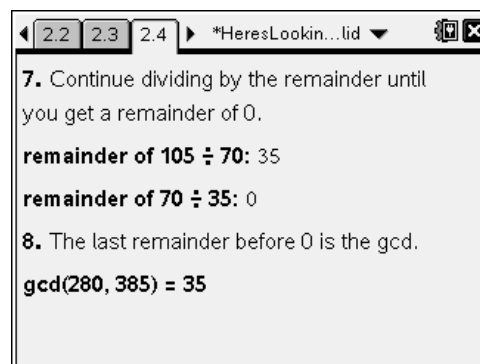 2.2 2.3 2.4 *HeresLookin...lid
7. Continue dividing by the remainder until
you get a remainder of 0.
remainder of 105 ÷ 70: 35
remainder of 70 ÷ 35: 0
8. The last remainder before 0 is the gcd.
gcd(280, 385) = 35